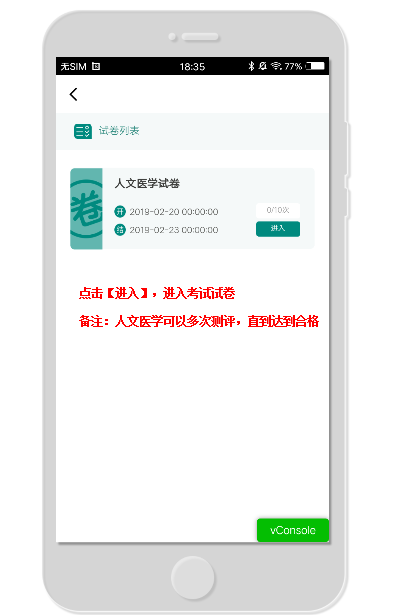 无SIM 18:35 77%
试卷列表
卷
人文医学试卷
开 2019-02-20 00:00:00 0/10次
结 2019-02-23 00:00:00 进入
点击【进入】，进入考试试卷
备注：人文医学可以多次测评，直到达到合格
vConsole